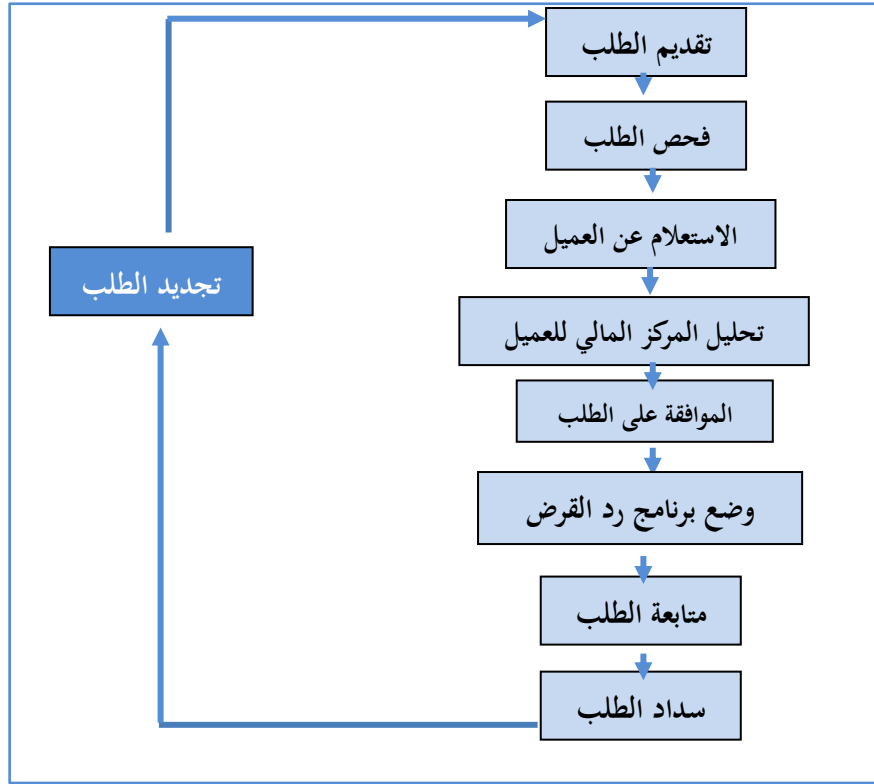 تقديم الطلب
فحص الطلب
الاستعلام عن العميل
تجديد الطلب
تحليل المركز المالي للعميل
الموافقة على الطلب
وضع برنامج رد القرض
متابعة الطلب
سداد الطلب